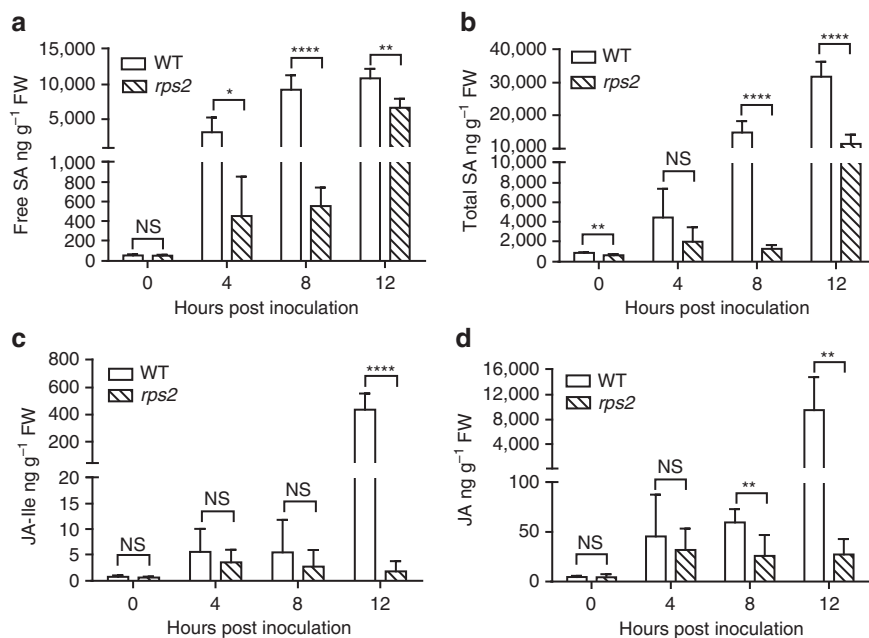 a
Free SA ng g⁻¹ FW
15,000
10,000
5,000
1,000
800
600
400
200
0
WT
rps2
NS
*
****
**
0 4 8 12
Hours post inoculation
b
Total SA ng g⁻¹ FW
40,000
30,000
20,000
10,000
8,000
6,000
4,000
2,000
0
WT
rps2
**
NS
****
****
0 4 8 12
Hours post inoculation
c
JA-Ile ng g⁻¹ FW
800
600
400
200
20
15
10
5
0
WT
rps2
NS
NS
NS
****
0 4 8 12
Hours post inoculation
d
JA ng g⁻¹ FW
16,000
12,000
8,000
4,000
100
50
0
WT
rps2
NS
NS
**
**
0 4 8 12
Hours post inoculation